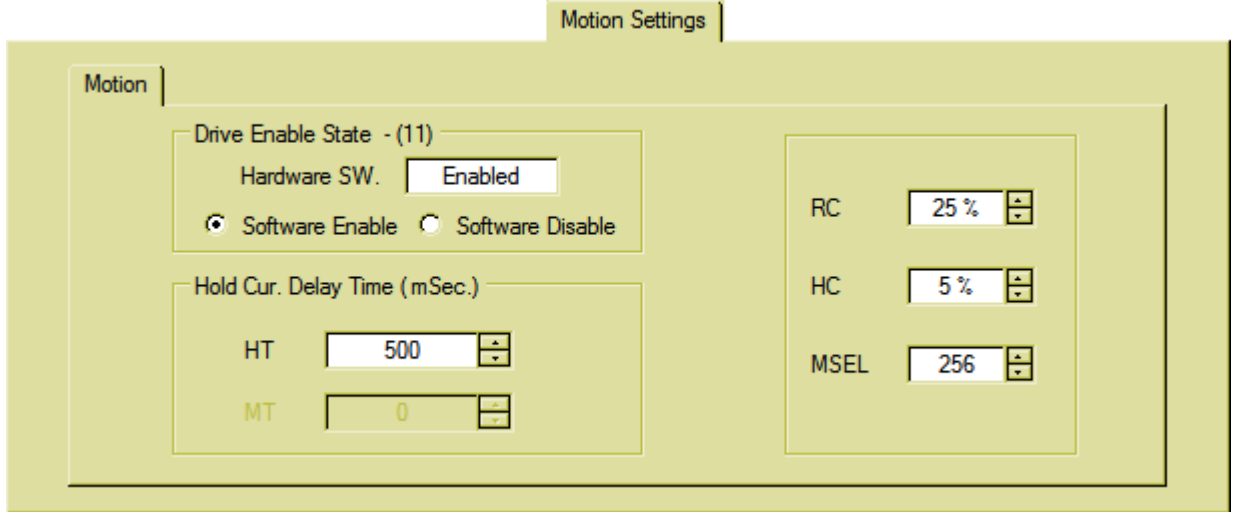 Motion Settings
Motion
Drive Enable State - (11)
Hardware SW. Enabled
Software Enable Software Disable
Hold Cur. Delay Time ( mSec.)
HT 500
MT 0
RC 25 %
HC 5 %
MSEL 256